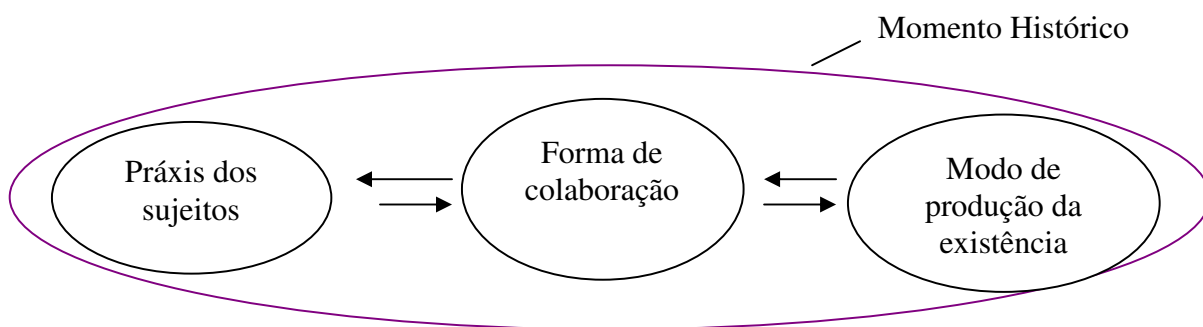 Momento Histórico
Práxis dos
sujeitos
Forma de
colaboração
Modo de
produção da
existência